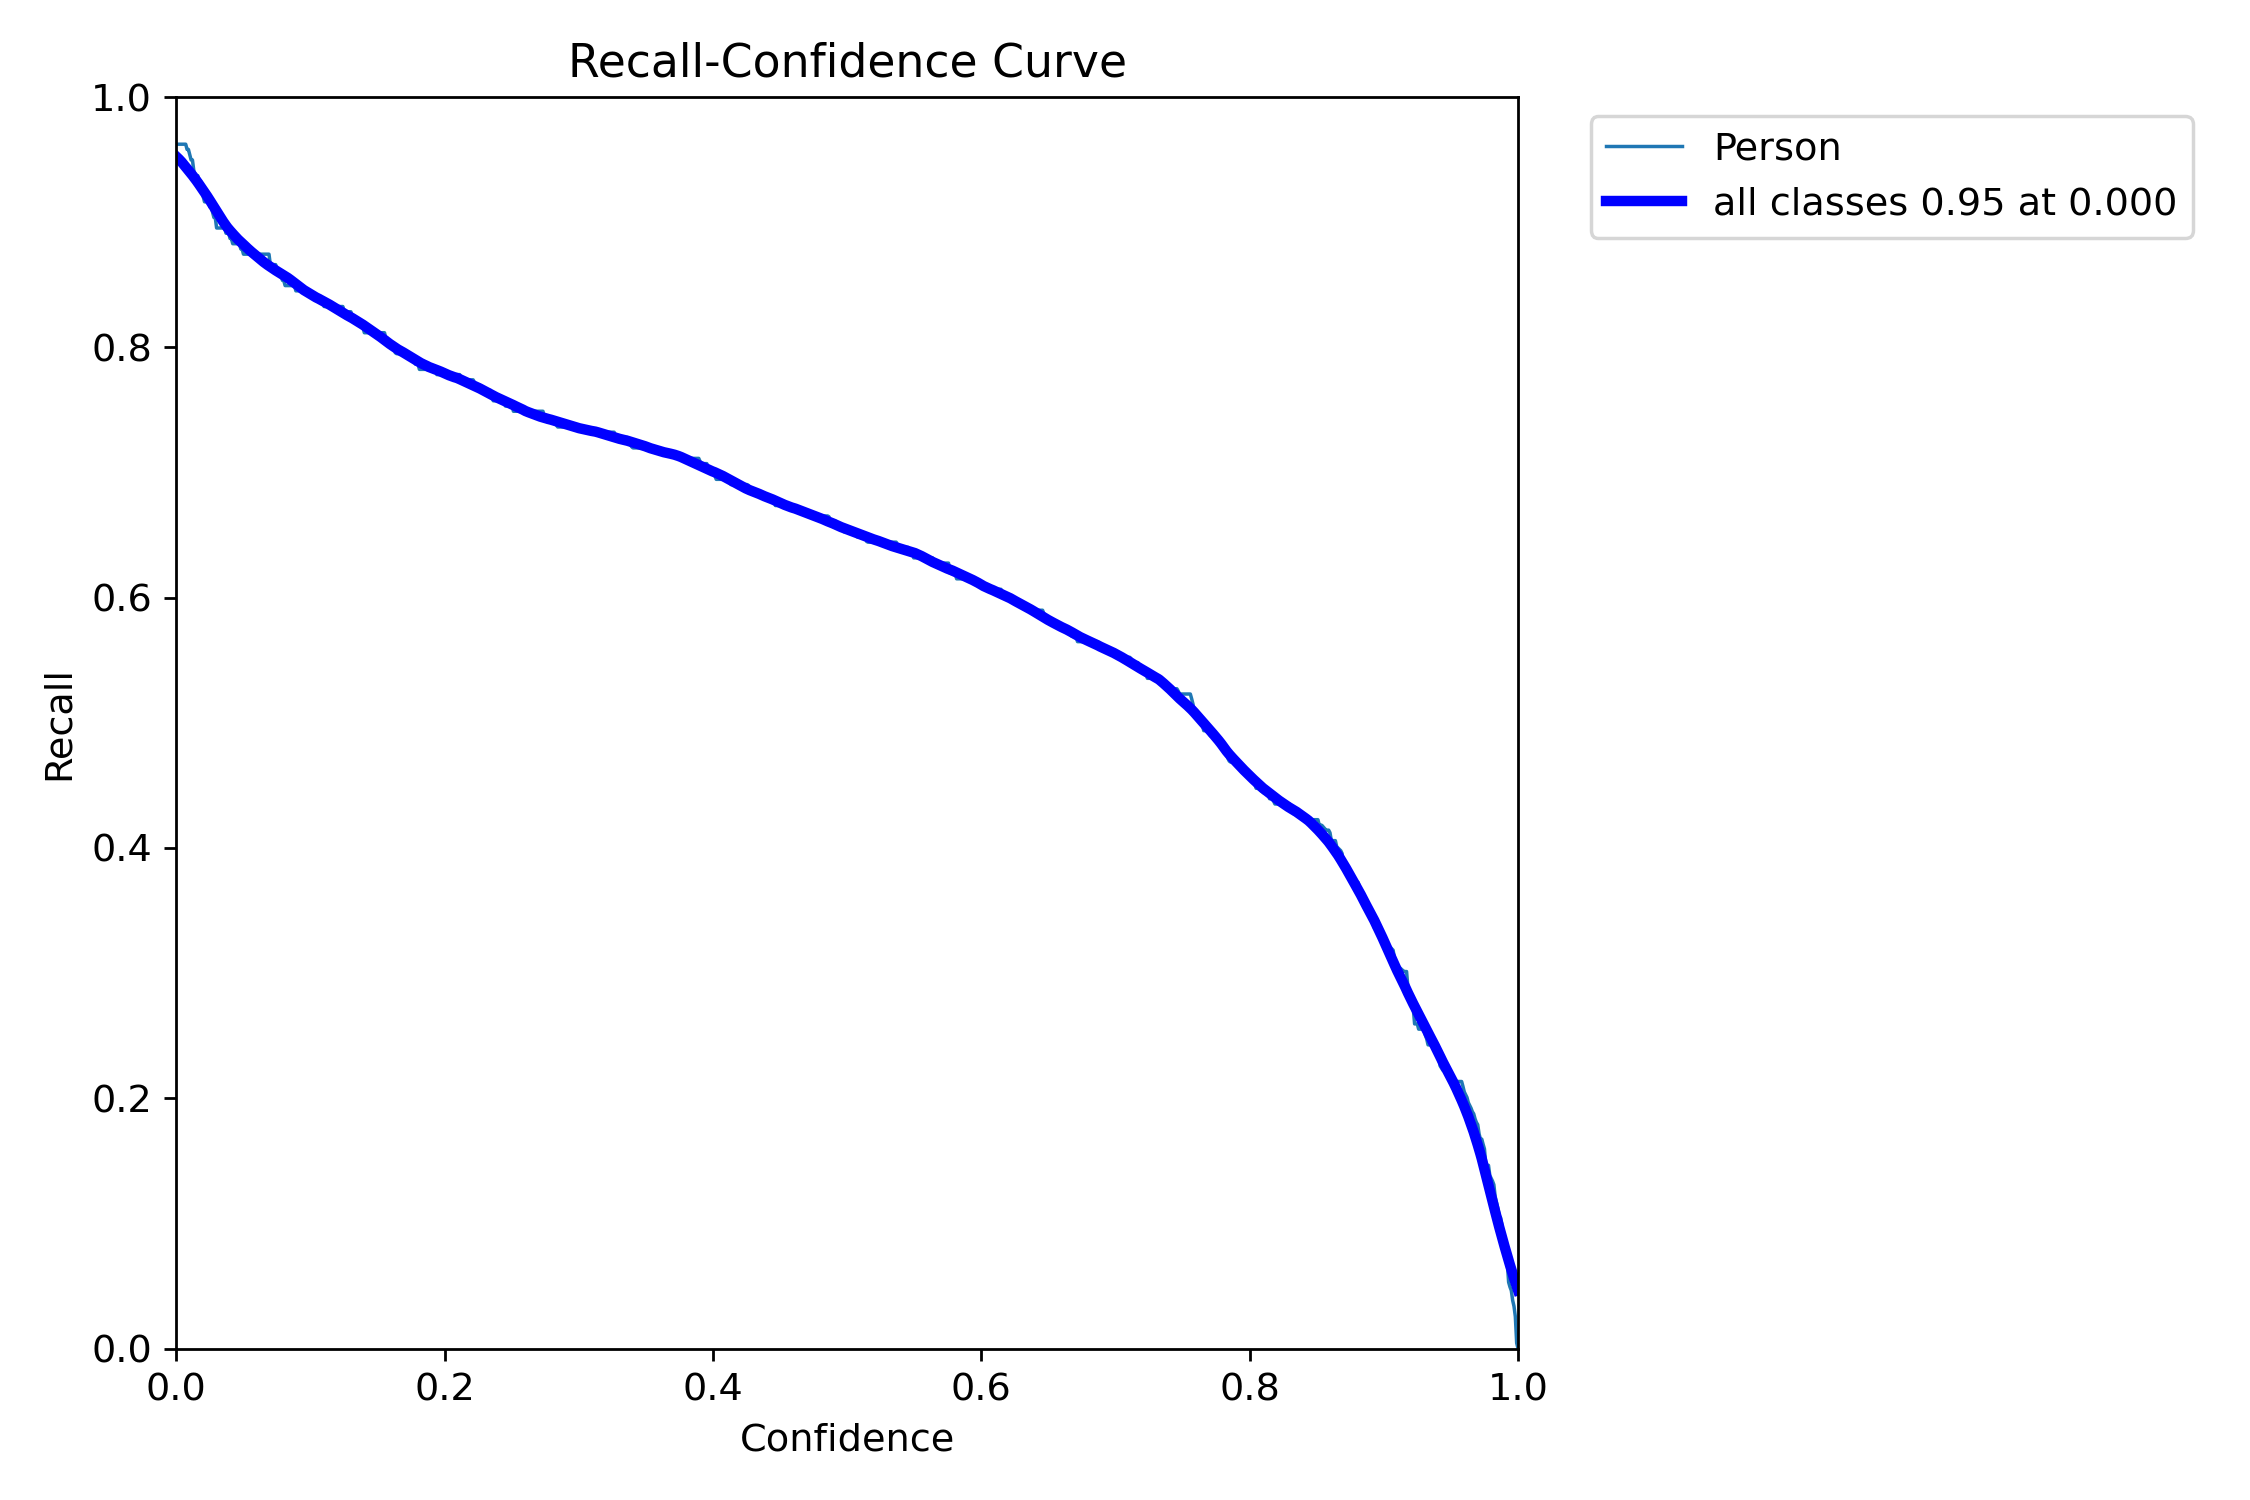 Recall-Confidence Curve
1.0
0.8
0.6
0.4
0.2
0.0
Recall
0.0 0.2 0.4 0.6 0.8 1.0
Confidence
Person
all classes 0.95 at 0.000